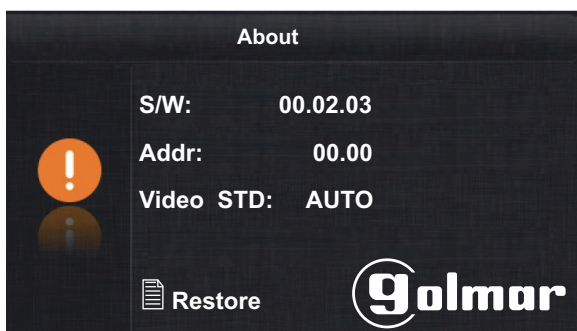 About
S/W: 00.02.03
Addr: 00.00
Video STD: AUTO
Restore
golmar